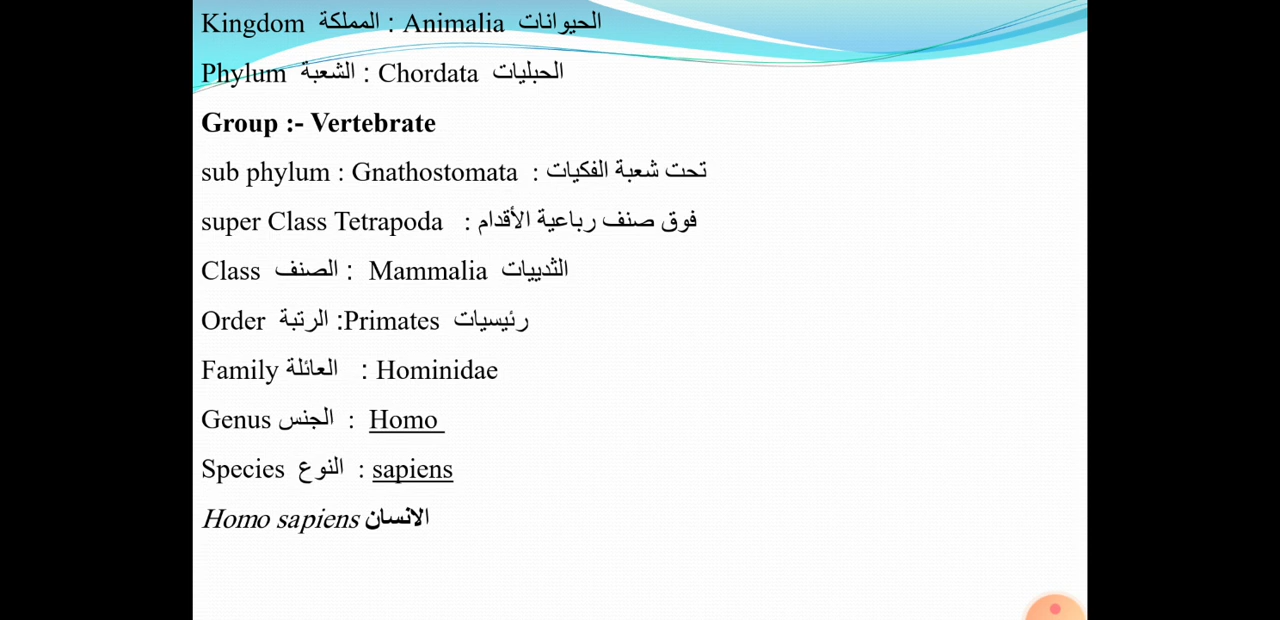 Kingdom المملكة : Animalia الحيوانات
Phylum الشعبة : Chordata الحبليات
Group :- Vertebrate
sub phylum : Gnathostomata : تحت شعبة الفكيات
super Class Tetrapoda : فوق صنف رباعية الأقدام
Class الصنف : Mammalia الثدييات
Order الرتبة :Primates رئيسيات
Family العائلة : Hominidae
Genus الجنس : Homo
Species النوع : sapiens
Homo sapiens الانسان